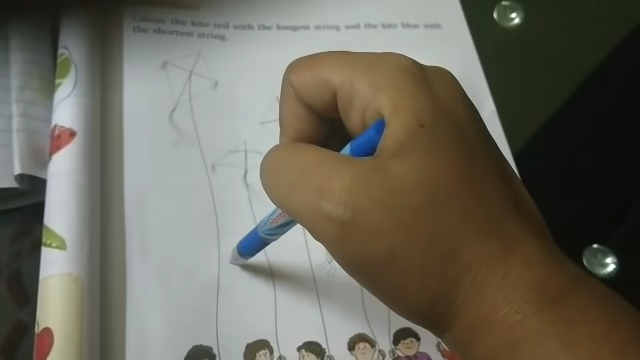 Colour the kite red with the longest string and the kite blue with
the shortest string.